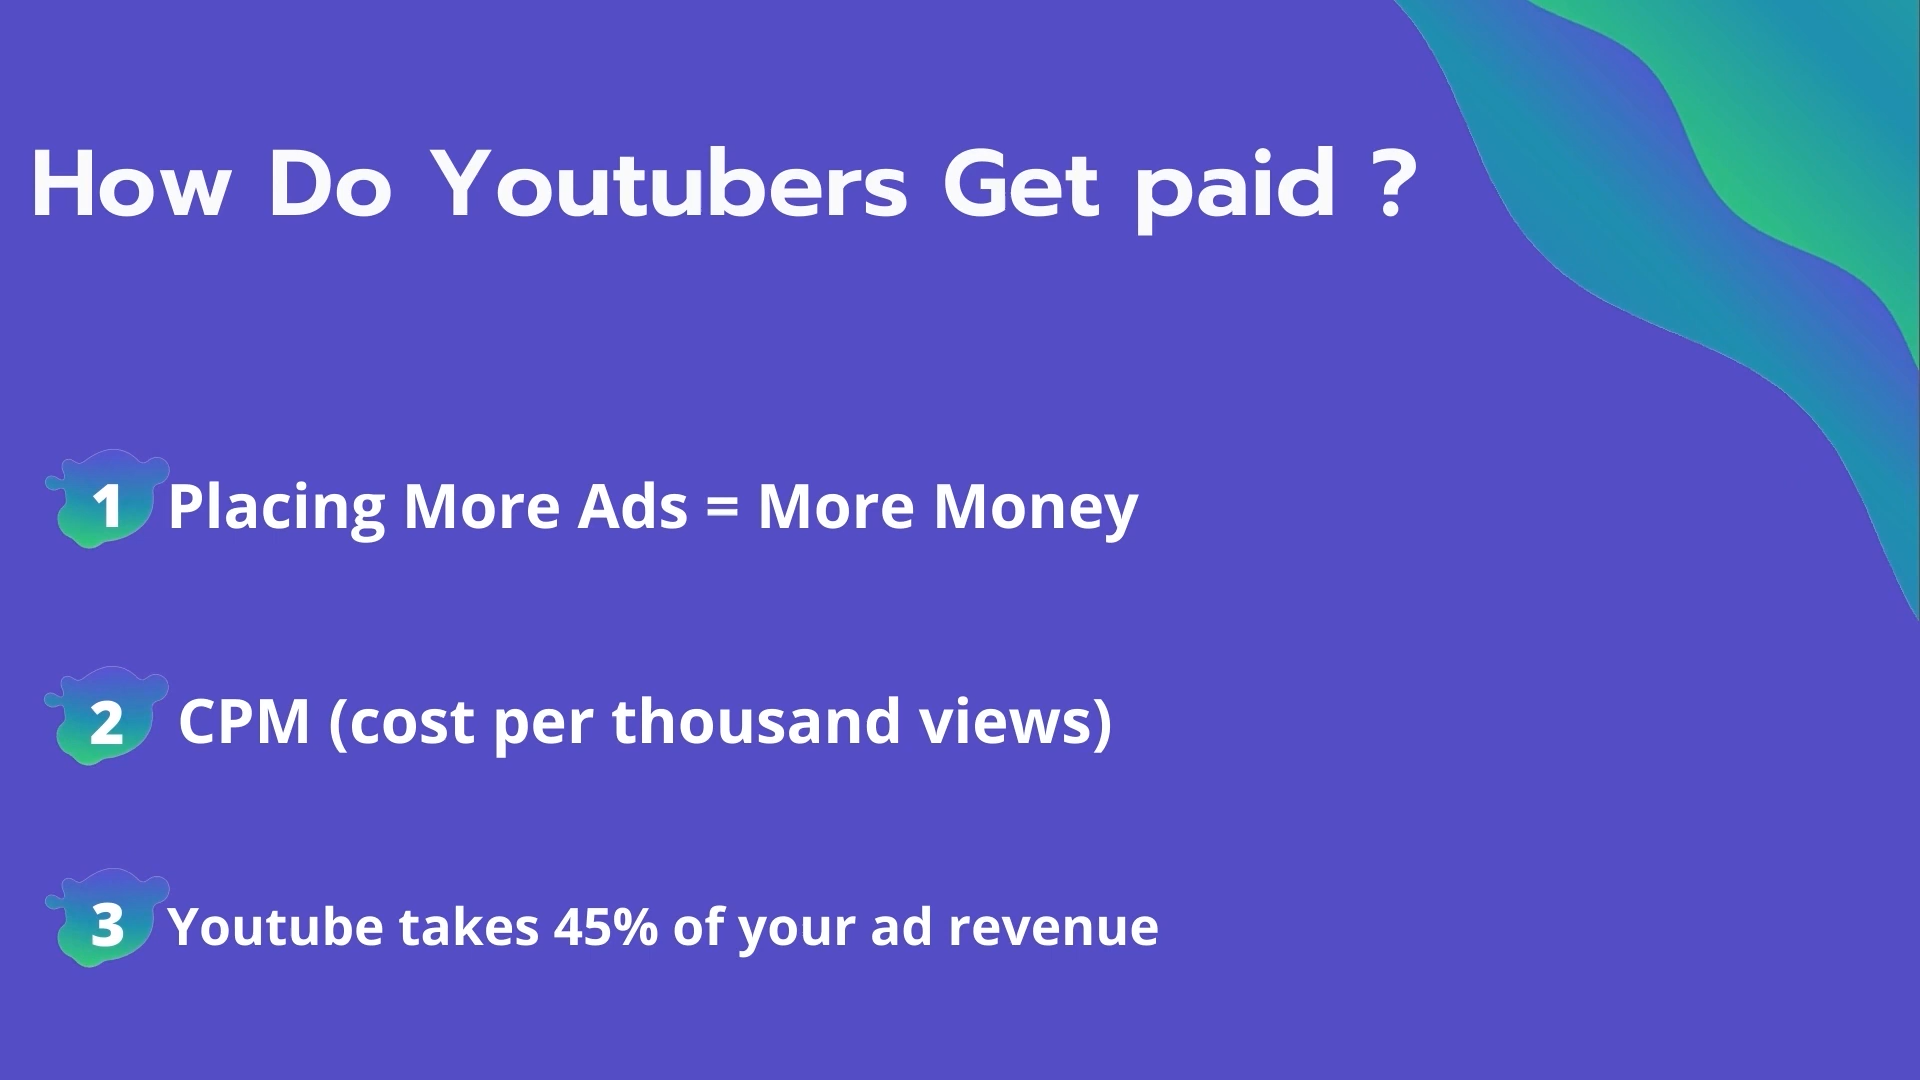 How Do Youtubers Get paid ?
1 Placing More Ads = More Money
2 CPM (cost per thousand views)
3 Youtube takes 45% of your ad revenue